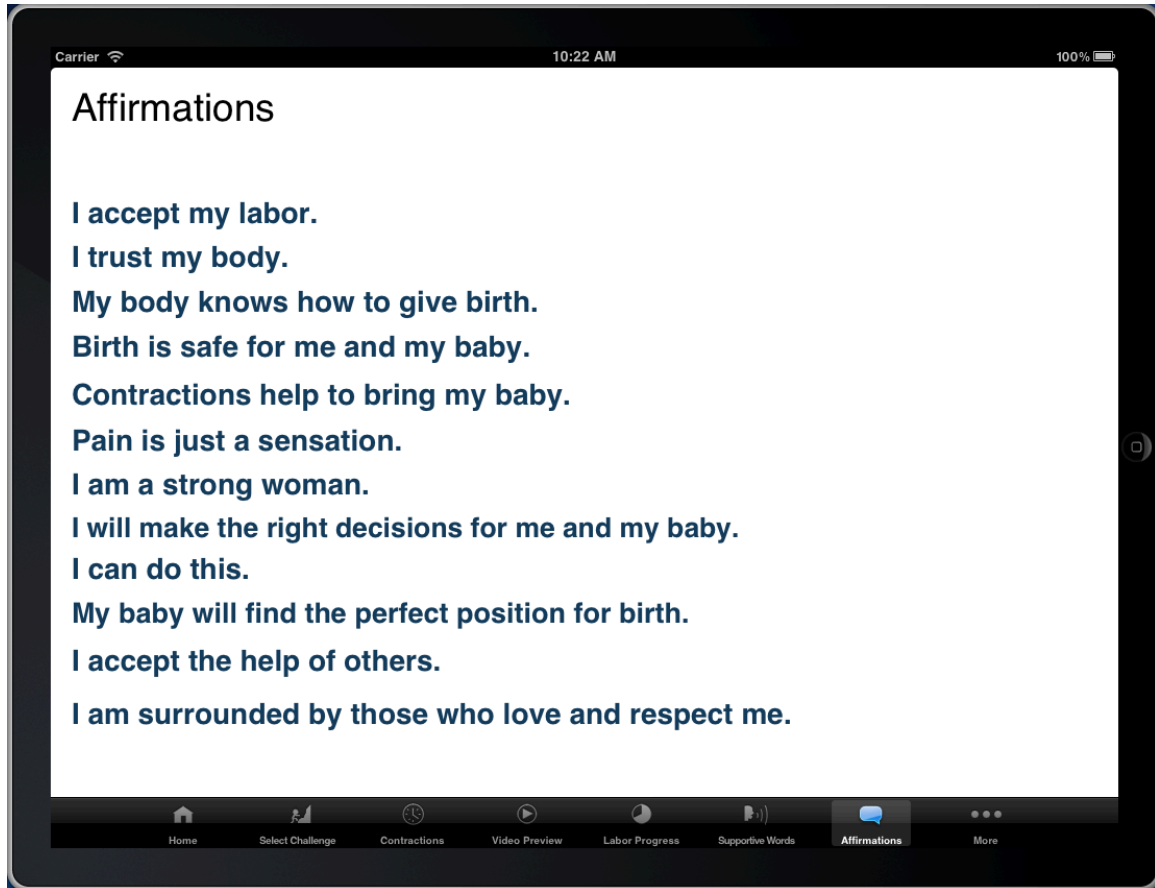 Carrier 10:22 AM 100%
Affirmations
I accept my labor.
I trust my body.
My body knows how to give birth.
Birth is safe for me and my baby.
Contractions help to bring my baby.
Pain is just a sensation.
I am a strong woman.
I will make the right decisions for me and my baby.
I can do this.
My baby will find the perfect position for birth.
I accept the help of others.
I am surrounded by those who love and respect me.
Home Select Challenge Contractions Video Preview Labor Progress Supportive Words Affirmations More